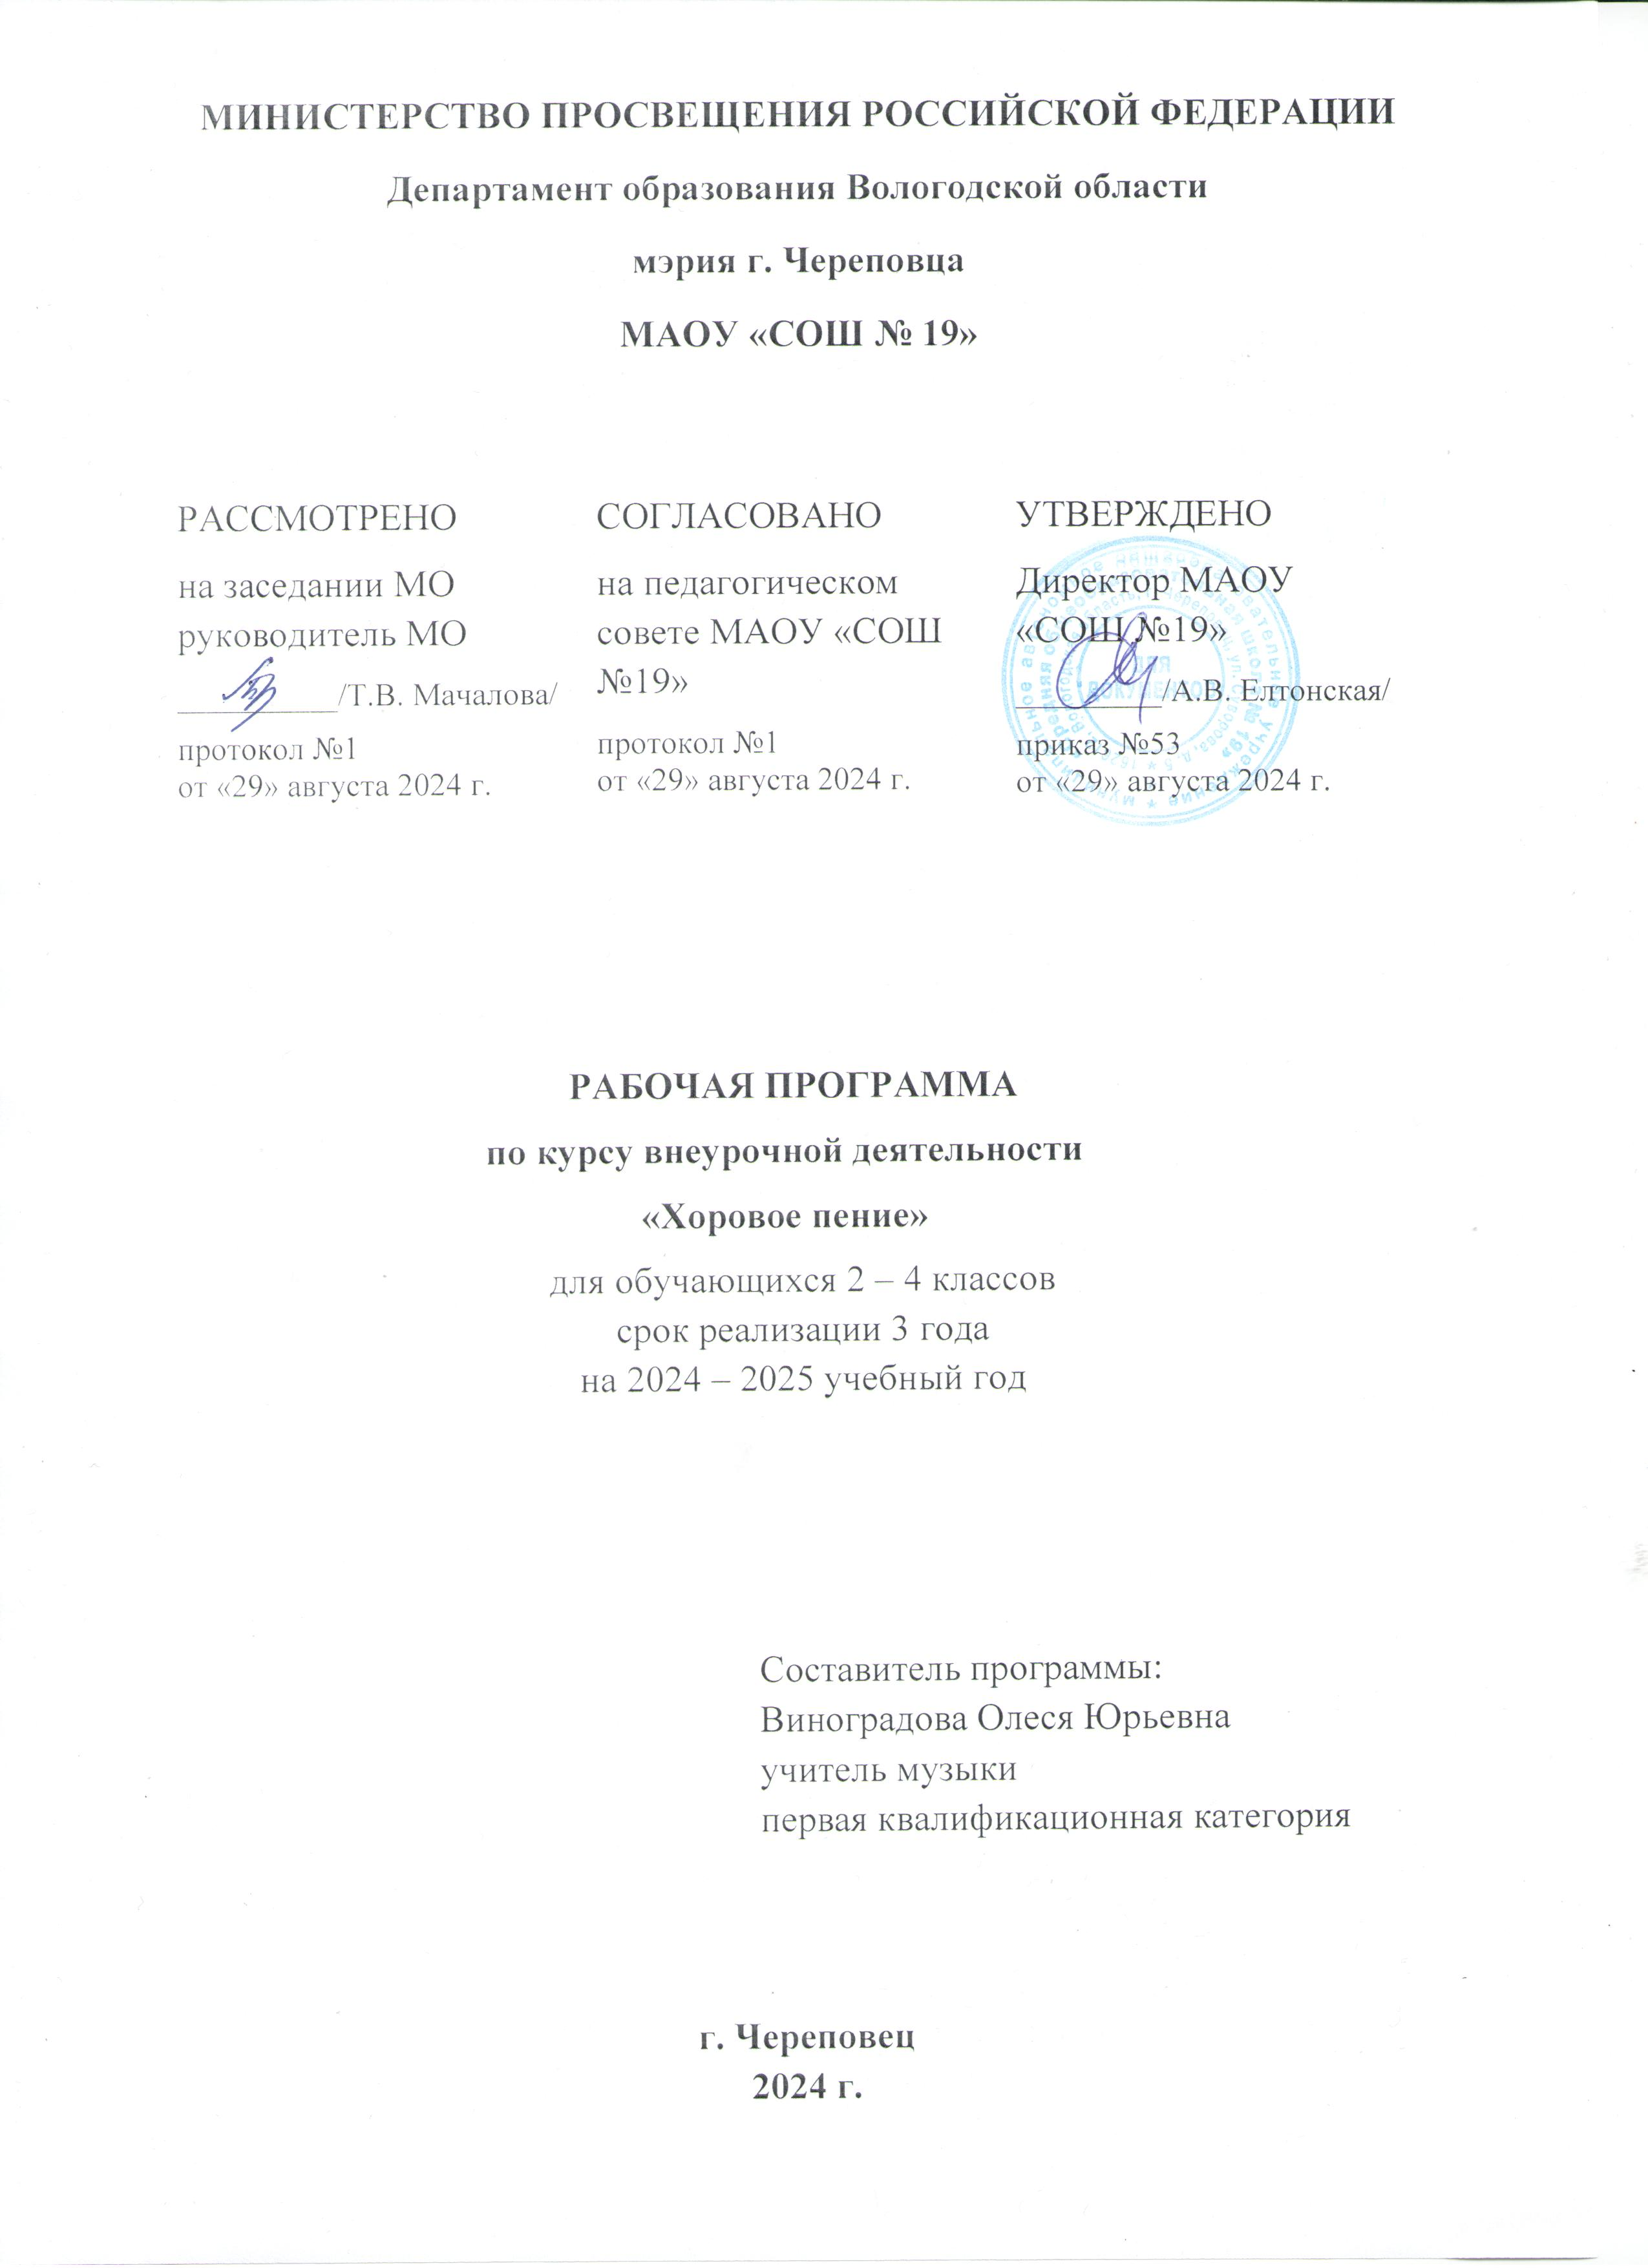 МИНИСТЕРСТВО ПРОСВЕЩЕНИЯ РОССИЙСКОЙ ФЕДЕРАЦИИ
Департамент образования Вологодской области
мэрия г. Череповца
МАОУ «СОШ № 19»
РАССМОТРЕНО
на заседании МО
руководитель МО
/Т.В. Мачалова/
протокол №1
от «29» августа 2024 г.
СОГЛАСОВАНО
на педагогическом
совете МАОУ «СОШ
№19»
протокол №1
от «29» августа 2024 г.
УТВЕРЖДЕНО
Директор МАОУ
«СОШ №19»
/А.В. Елтонская/
приказ №53
от «29» августа 2024 г.
ДЛЯ
ДОКУМЕНТОВ
РАБОЧАЯ ПРОГРАММА
по курсу внеурочной деятельности
«Хоровое пение»
для обучающихся 2 – 4 классов
срок реализации 3 года
на 2024 – 2025 учебный год
Составитель программы:
Виноградова Олеся Юрьевна
учитель музыки
первая квалификационная категория
г. Череповец
2024 г.